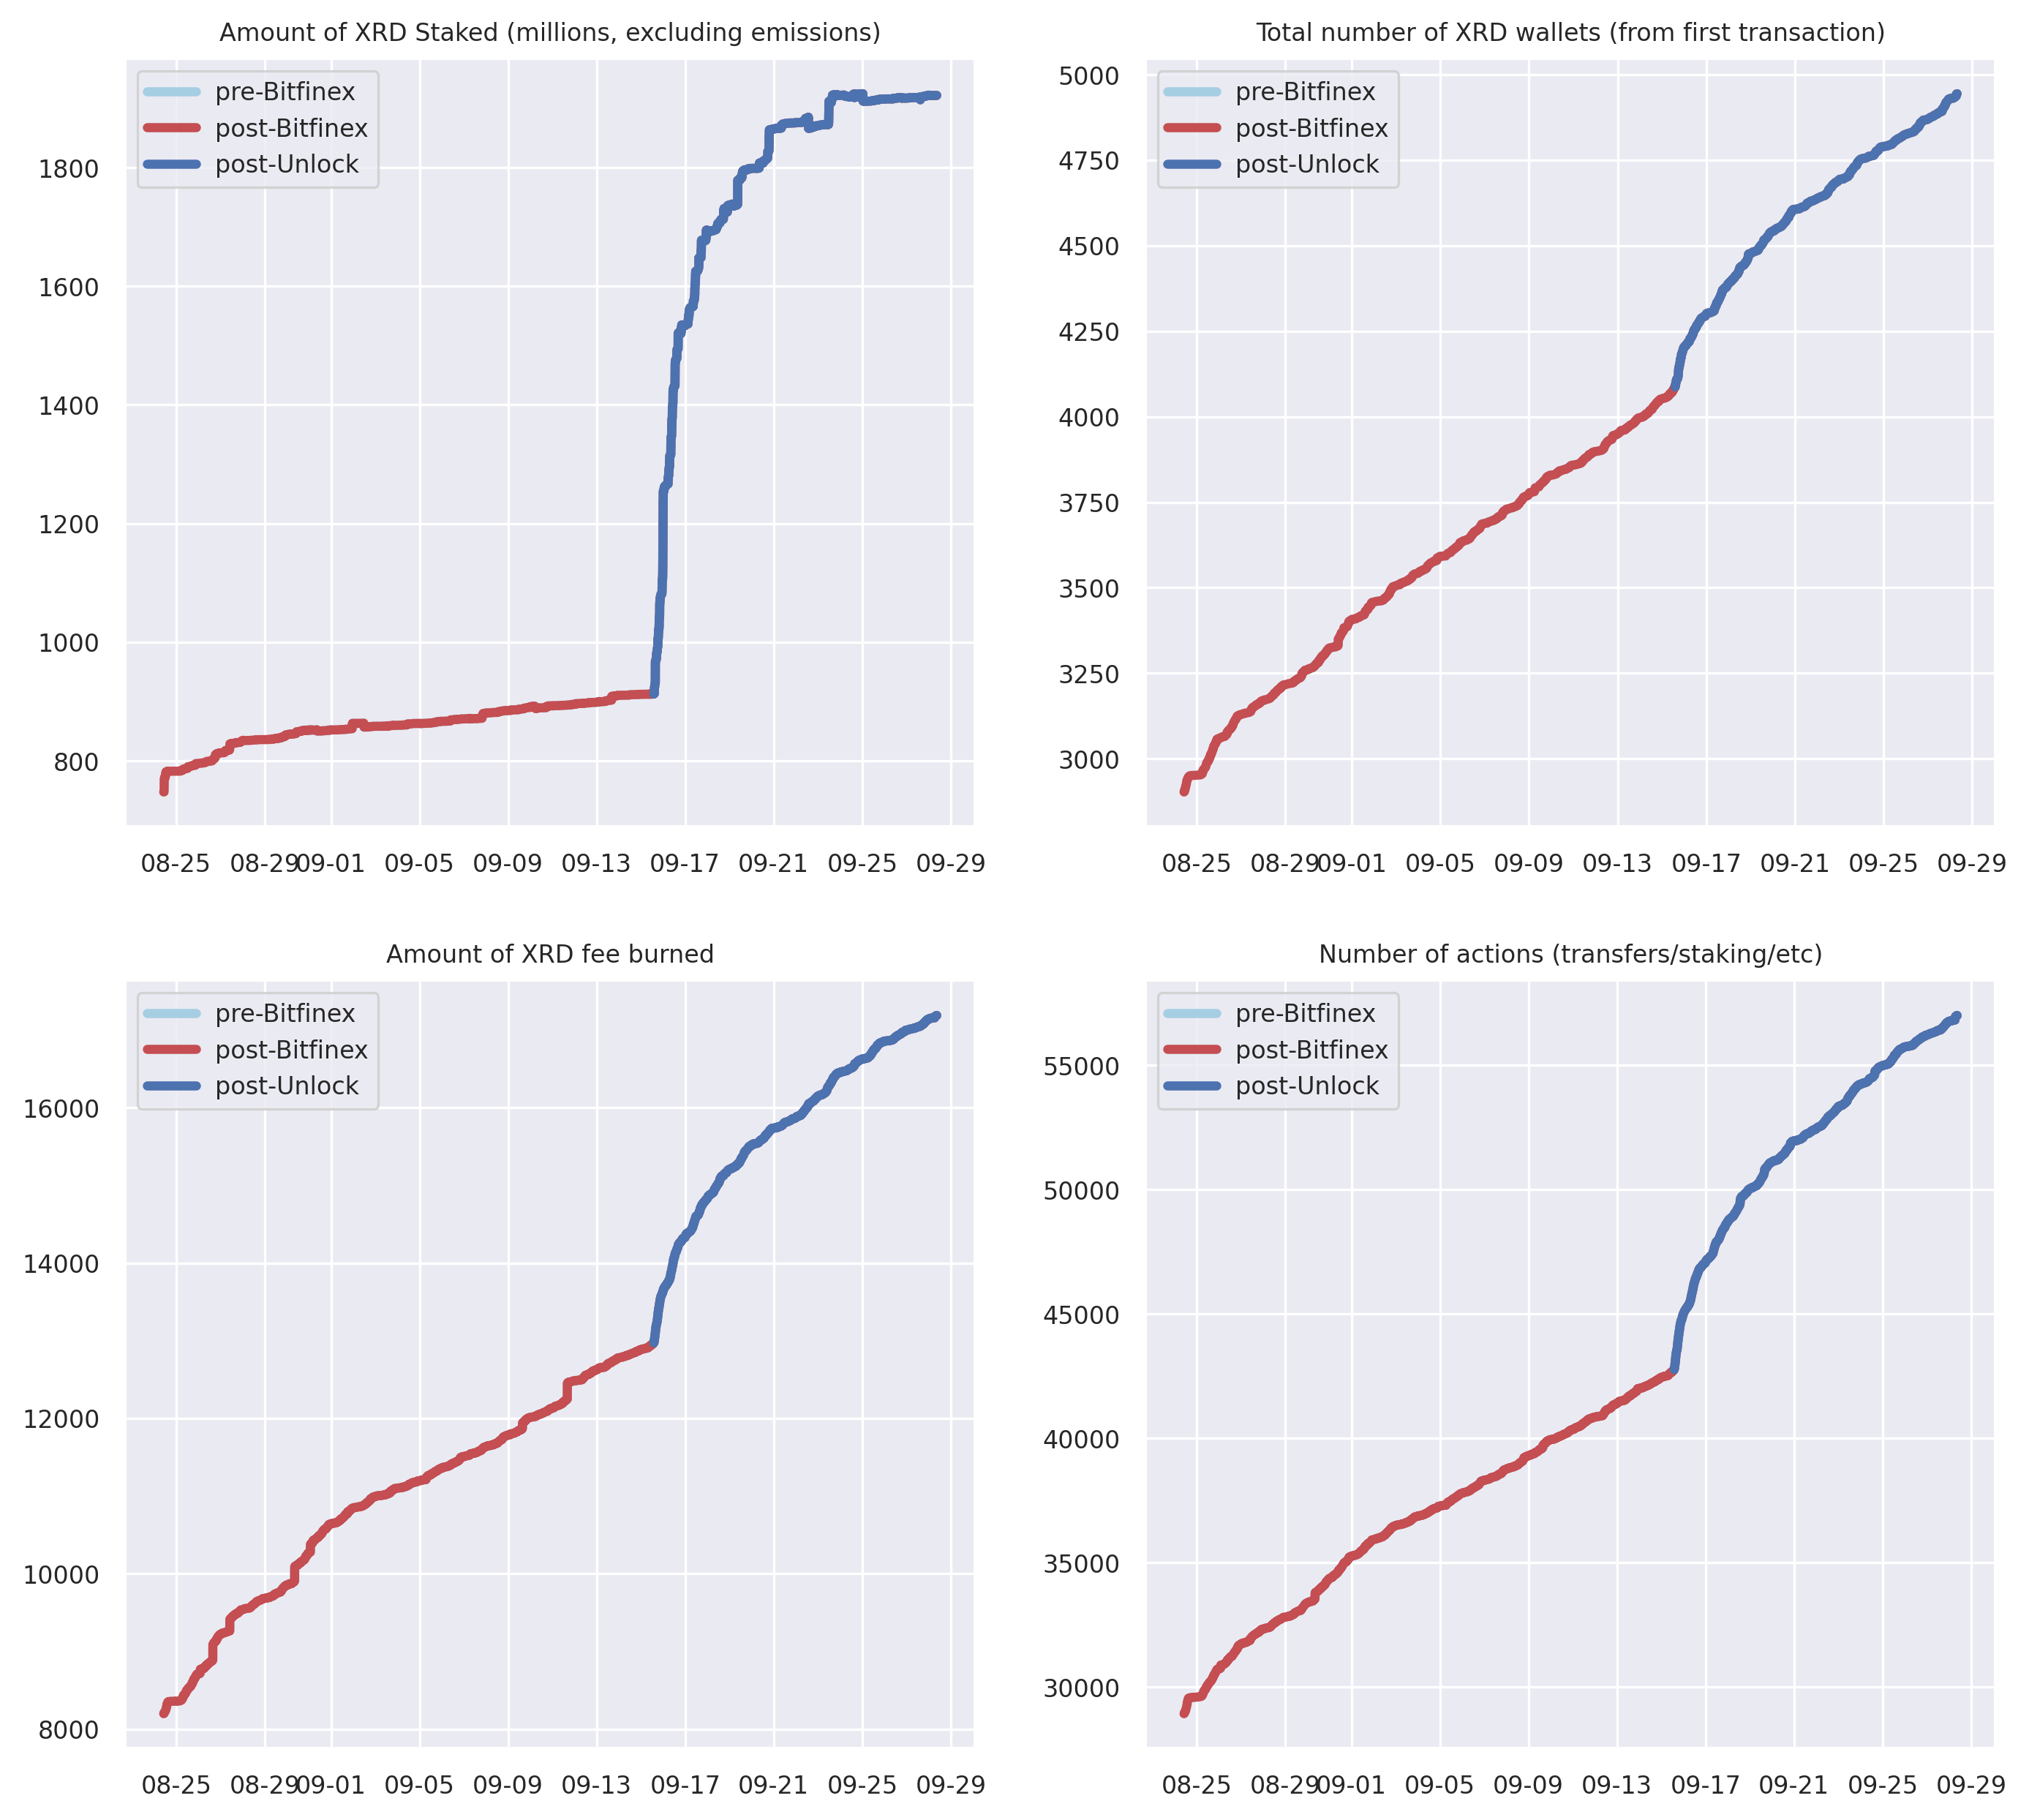 Amount of XRD Staked (millions, excluding emissions)
pre-Bitfinex
post-Bitfinex
post-Unlock
1800
1600
1400
1200
1000
800
08-25 08-29 09-01 09-05 09-09 09-13 09-17 09-21 09-25 09-29
Total number of XRD wallets (from first transaction)
pre-Bitfinex
post-Bitfinex
post-Unlock
5000
4750
4500
4250
4000
3750
3500
3250
3000
08-25 08-29 09-01 09-05 09-09 09-13 09-17 09-21 09-25 09-29
Amount of XRD fee burned
pre-Bitfinex
post-Bitfinex
post-Unlock
16000
14000
12000
10000
8000
08-25 08-29 09-01 09-05 09-09 09-13 09-17 09-21 09-25 09-29
Number of actions (transfers/staking/etc)
pre-Bitfinex
post-Bitfinex
post-Unlock
55000
50000
45000
40000
35000
30000
08-25 08-29 09-01 09-05 09-09 09-13 09-17 09-21 09-25 09-29